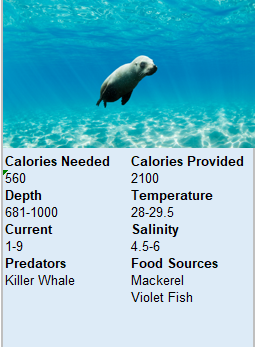 Calories Needed Calories Provided
560 2100
Depth Temperature
681-1000 28-29.5
Current Salinity
1-9 4.5-6
Predators Food Sources
Killer Whale Mackerel
Violet Fish